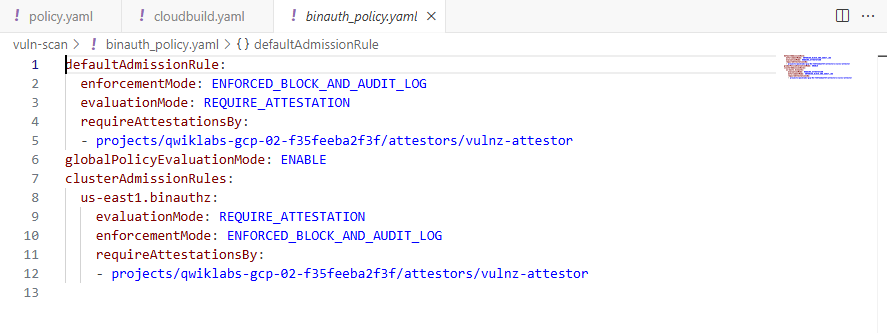 ! policy.yaml ! cloudbuild.yaml ! binauth_policy.yaml ×
vuln-scan > ! binauth_policy.yaml > {} defaultAdmissionRule
1 defaultAdmissionRule:
2   enforcementMode: ENFORCED_BLOCK_AND_AUDIT_LOG
3   evaluationMode: REQUIRE_ATTESTATION
4   requireAttestationsBy:
5   - projects/qwiklabs-gcp-02-f35feeba2f3f/attestors/vulnz-attestor
6 globalPolicyEvaluationMode: ENABLE
7 clusterAdmissionRules:
8   us-east1.binauthz:
9     evaluationMode: REQUIRE_ATTESTATION
10     enforcementMode: ENFORCED_BLOCK_AND_AUDIT_LOG
11     requireAttestationsBy:
12     - projects/qwiklabs-gcp-02-f35feeba2f3f/attestors/vulnz-attestor
13